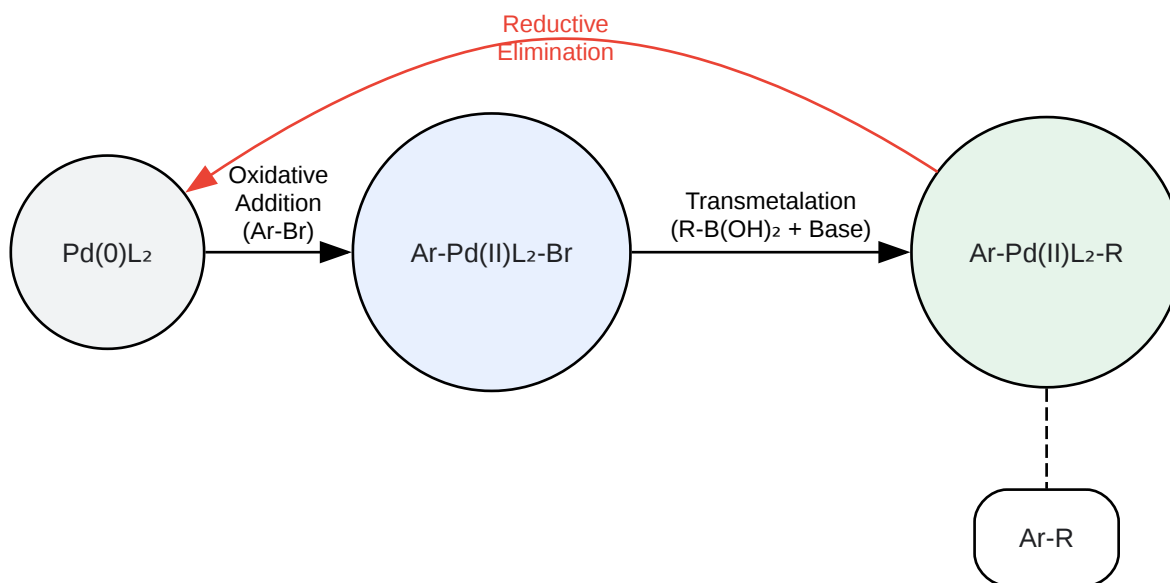 Reductive
Elimination
Oxidative
Addition
(Ar-Br)
Transmetalation
(R-B(OH)₂ + Base)
Pd(0)L₂
Ar-Pd(II)L₂-Br
Ar-Pd(II)L₂-R
Ar-R